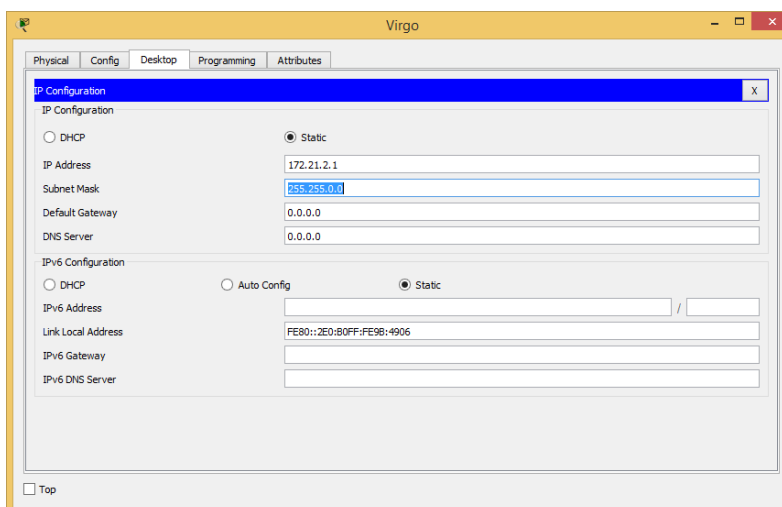 Virgo
Physical Config Desktop Programming Attributes
IP Configuration X
IP Configuration
DHCP Static
IP Address 172.21.2.1
Subnet Mask 255.255.0.0
Default Gateway 0.0.0.0
DNS Server 0.0.0.0
IPv6 Configuration
DHCP Auto Config Static
IPv6 Address /
Link Local Address FE80::2E0:B0FF:FE9B:4906
IPv6 Gateway
IPv6 DNS Server
Top